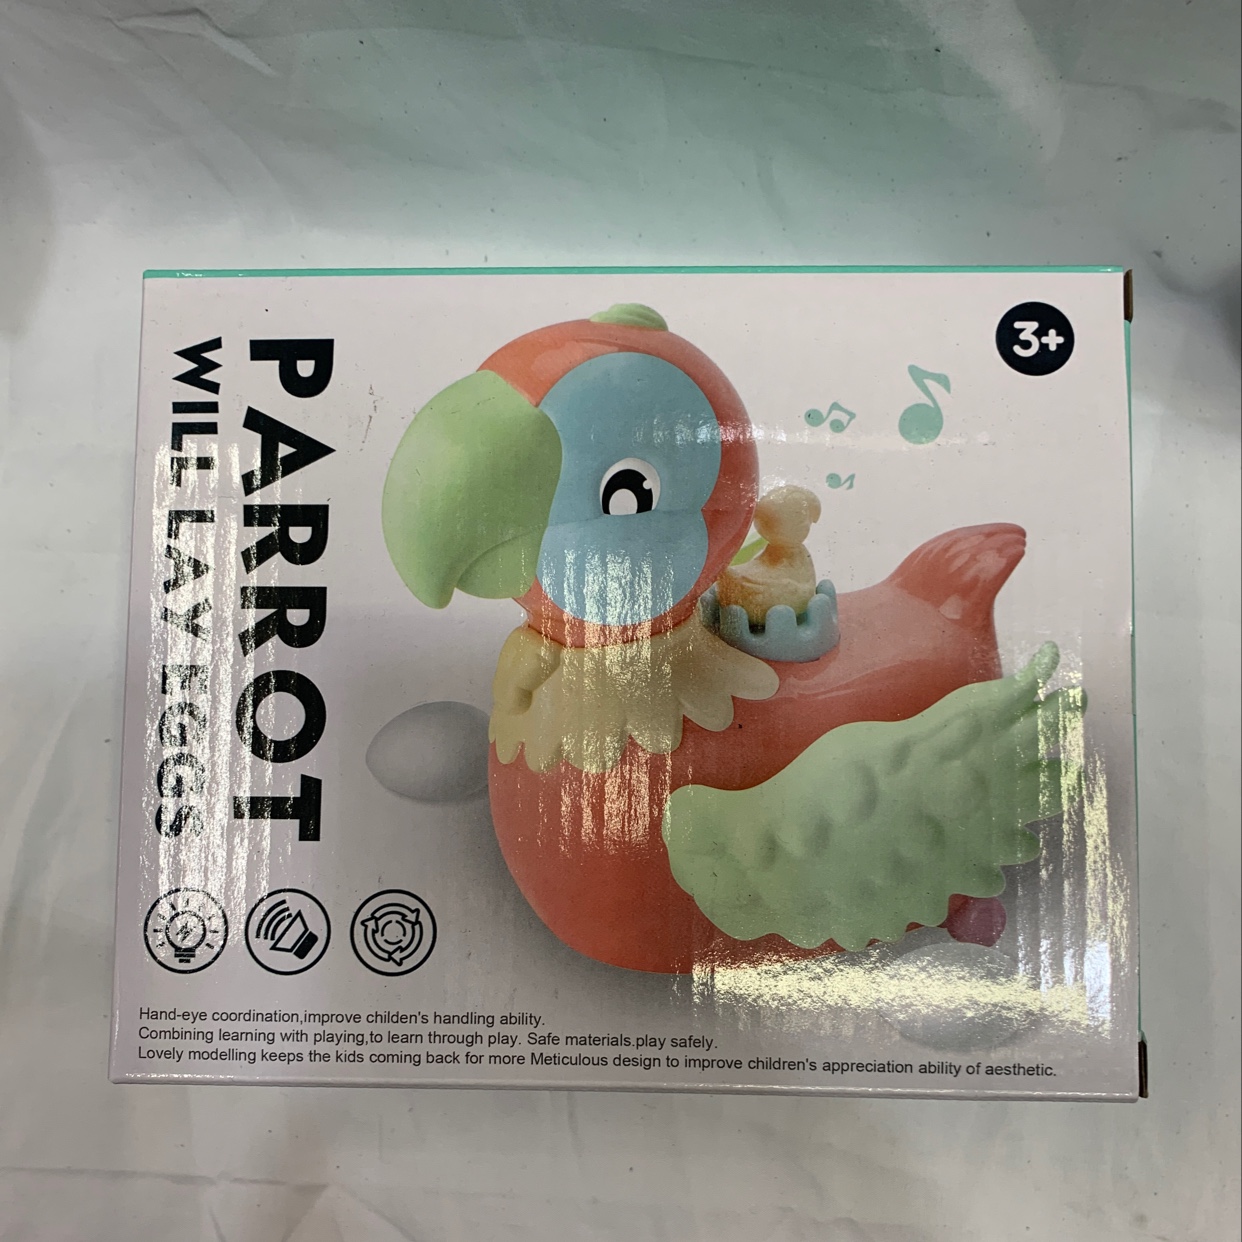 PARROT
WILL LAY EGGS
3+
Hand-eye coordination,improve childen's handling ability.
Combining learning with playing,to learn through play. Safe materials.play safely.
Lovely modelling keeps the kids coming back for more Meticulous design to improve children's appreciation ability of aesthetic.